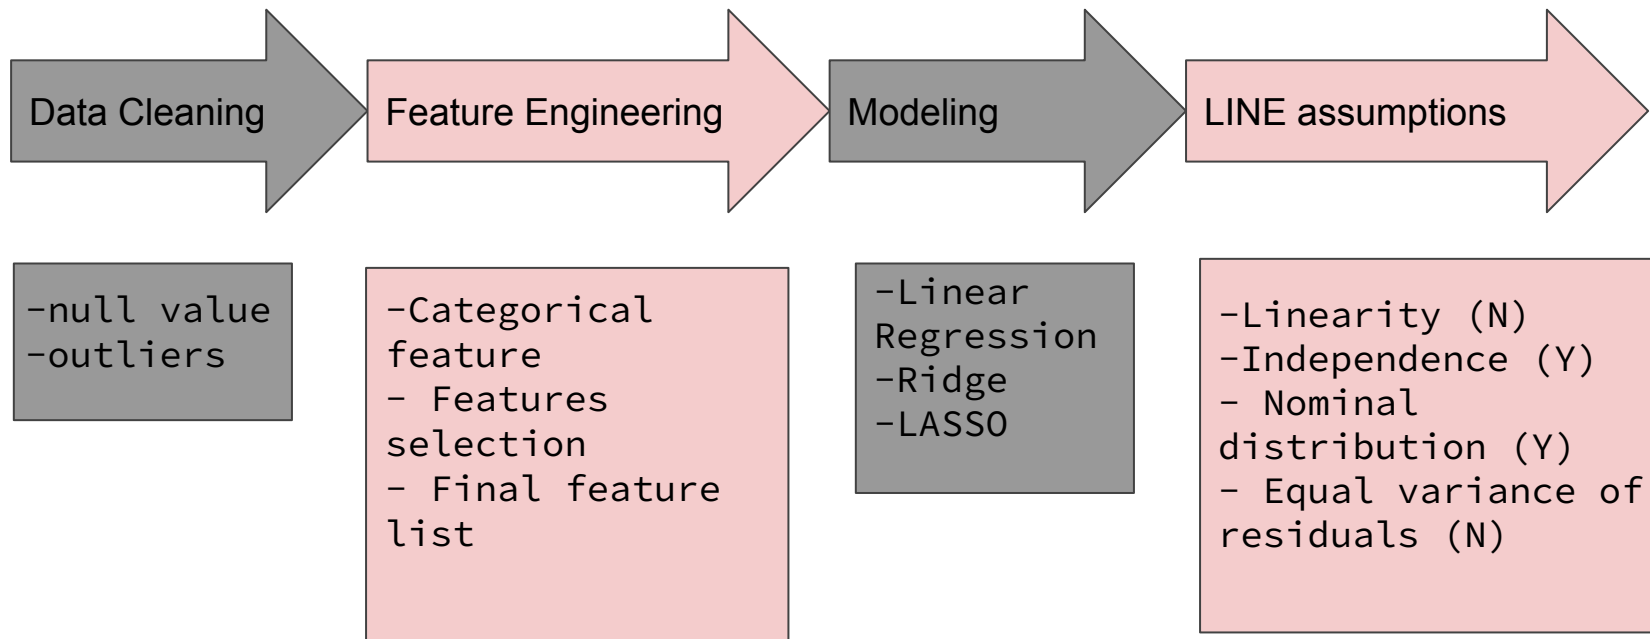 Data Cleaning
Feature Engineering
Modeling
LINE assumptions
-null value
-outliers
-Categorical
feature
- Features
selection
- Final feature
list
-Linear
Regression
-Ridge
-LASSO
-Linearity (N)
-Independence (Y)
- Nominal
distribution (Y)
- Equal variance of
residuals (N)